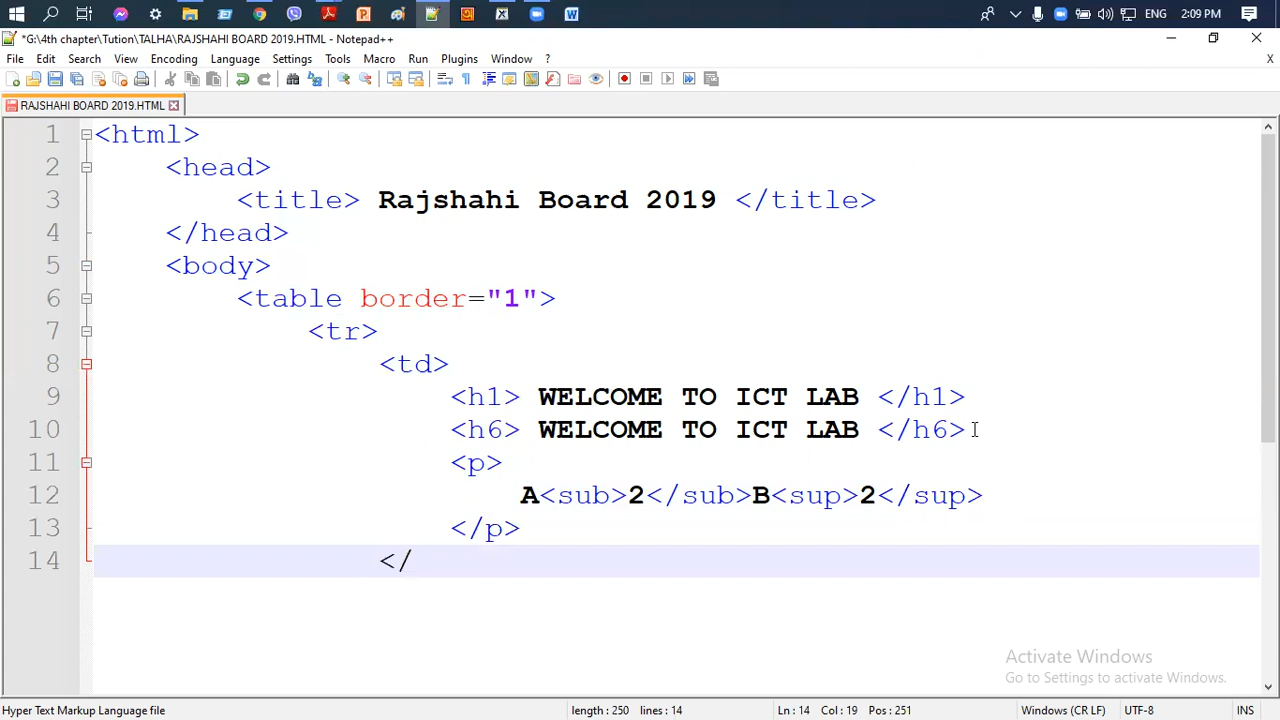 ENG 2:09 PM
*G:\4th chapter\Tution\TALHA\RAJSHAHI BOARD 2019.HTML - Notepad++
File Edit Search View Encoding Language Settings Tools Macro Run Plugins Window ? X
RAJSHAHI BOARD 2019.HTML
1 <html>
2 <head>
3 <title> Rajshahi Board 2019 </title>
4 </head>
5 <body>
6 <table border="1">
7 <tr>
8 <td>
9 <h1> WELCOME TO ICT LAB </h1>
10 <h6> WELCOME TO ICT LAB </h6>
11 <p>
12 A<sub>2</sub>B<sup>2</sup>
13 </p>
14 </
Activate Windows
Go to Settings to activate Windows.
Hyper Text Markup Language file length : 250 lines : 14 Ln : 14 Col : 19 Pos : 251 Windows (CR LF) UTF-8 INS